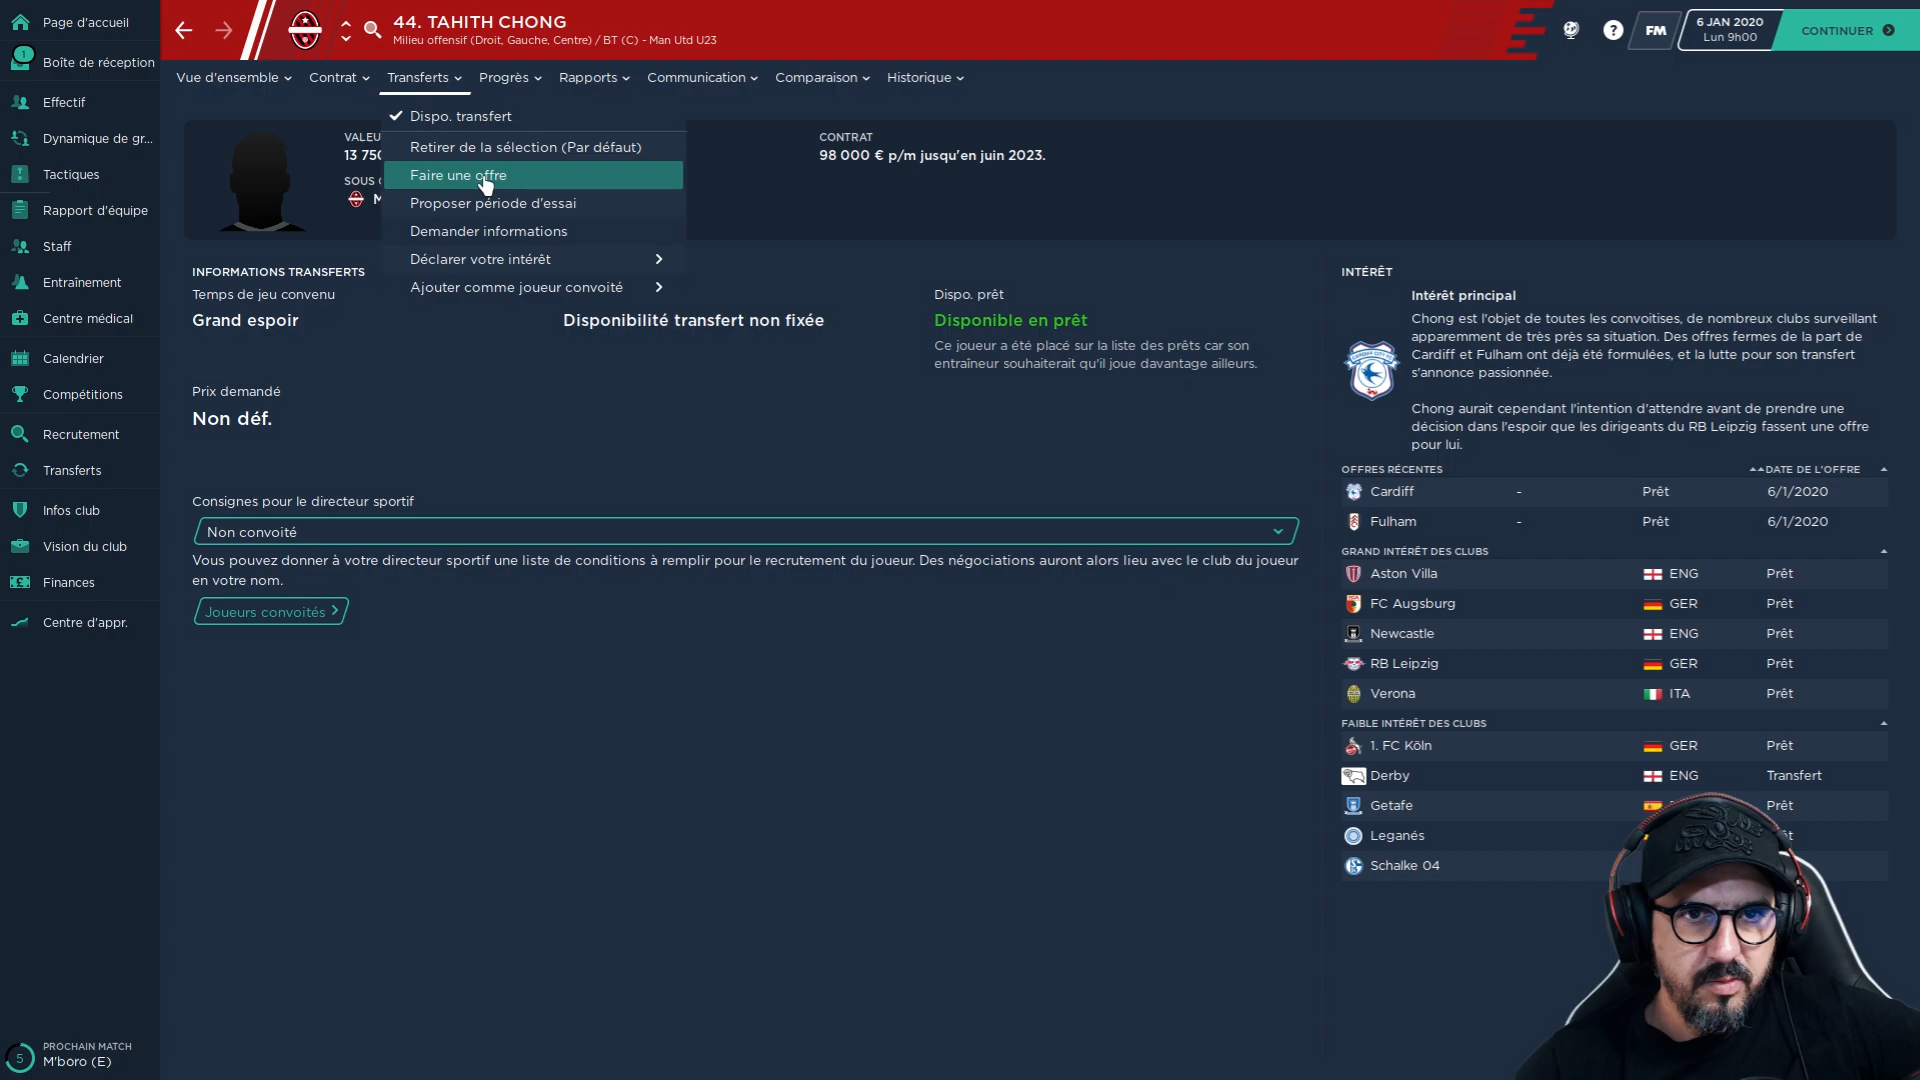 Page d'accueil
1
Boîte de réception
Effectif
Dynamique de gr...
Tactiques
Rapport d'équipe
Staff
Entraînement
Centre médical
Calendrier
Compétitions
Recrutement
Transferts
Infos club
Vision du club
Finances
Centre d'appr.
5
PROCHAIN MATCH
M'boro (E)
44. TAHITH CHONG
Milieu offensif (Droit, Gauche, Centre) / BT (C) - Man Utd U23
?
FM
6 JAN 2020
Lun 9h00
CONTINUER
Vue d'ensemble
Contrat
Transferts
Progrès
Rapports
Communication
Comparaison
Historique
Dispo. transfert
Retirer de la sélection (Par défaut)
Faire une offre
Proposer période d'essai
Demander informations
Déclarer votre intérêt
Ajouter comme joueur convoité
VALEU
13 750
SOUS
M
CONTRAT
98 000 € p/m jusqu'en juin 2023.
INFORMATIONS TRANSFERTS
Temps de jeu convenu
Grand espoir
Disponibilité transfert non fixée
Dispo. prêt
Disponible en prêt
Ce joueur a été placé sur la liste des prêts car son
entraîneur souhaiterait qu'il joue davantage ailleurs.
Prix demandé
Non déf.
Consignes pour le directeur sportif
Non convoité
Vous pouvez donner à votre directeur sportif une liste de conditions à remplir pour le recrutement du joueur. Des négociations auront alors lieu avec le club du joueur
en votre nom.
Joueurs convoités
INTÉRÊT
Intérêt principal
Chong est l'objet de toutes les convoitises, de nombreux clubs surveillant
apparemment de très près sa situation. Des offres fermes de la part de
Cardiff et Fulham ont déjà été formulées, et la lutte pour son transfert
s'annonce passionnée.
Chong aurait cependant l'intention d'attendre avant de prendre une
décision dans l'espoir que les dirigeants du RB Leipzig fassent une offre
pour lui.
OFFRES RÉCENTES DATE DE L'OFFRE
Cardiff - Prêt 6/1/2020
Fulham - Prêt 6/1/2020
GRAND INTÉRÊT DES CLUBS
Aston Villa ENG Prêt
FC Augsburg GER Prêt
Newcastle ENG Prêt
RB Leipzig GER Prêt
Verona ITA Prêt
FAIBLE INTÉRÊT DES CLUBS
1. FC Köln GER Prêt
Derby ENG Transfert
Getafe Prêt
Leganés
Schalke 04